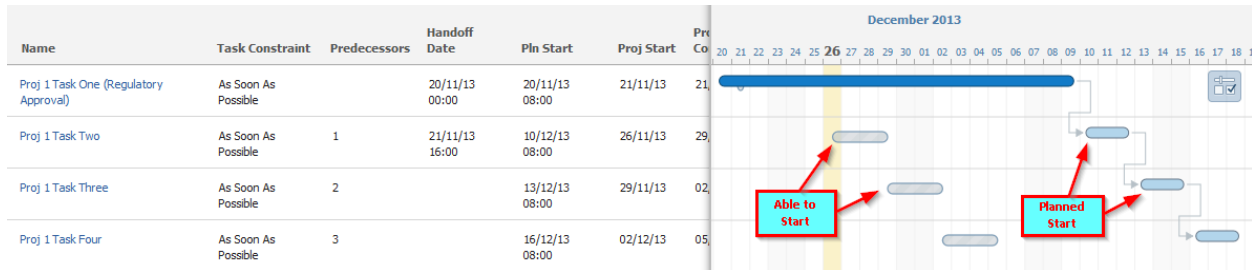 December 2013
Name Task Constraint Predecessors Handoff Date Pln Start Proj Start
20 21 22 23 24 25 26 27 28 29 30 01 02 03 04 05 06 07 08 09 10 11 12 13 14 15 16 17 18
Proj 1 Task One (Regulatory As Soon As 20/11/13 20/11/13 21/11/13 21,
Approval) Possible 00:00 08:00
Proj 1 Task Two As Soon As 1 21/11/13 10/12/13 26/11/13 29,
Possible 16:00 08:00
Proj 1 Task Three As Soon As 2 13/12/13 29/11/13 02,
Possible 08:00
Able to
Start
Planned
Start
Proj 1 Task Four As Soon As 3 16/12/13 02/12/13 05,
Possible 08:00